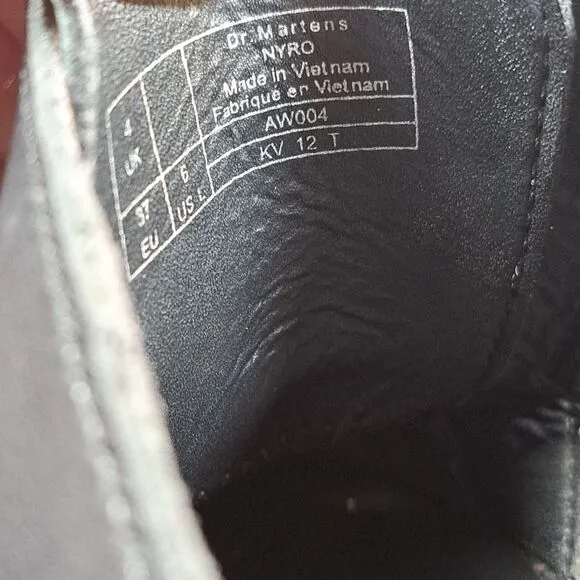 Dr. Martens
NYRO
Made in Vietnam
Fabriqué en Vietnam
AW004
KV 12 T
4
UK
6
US L
37
EU